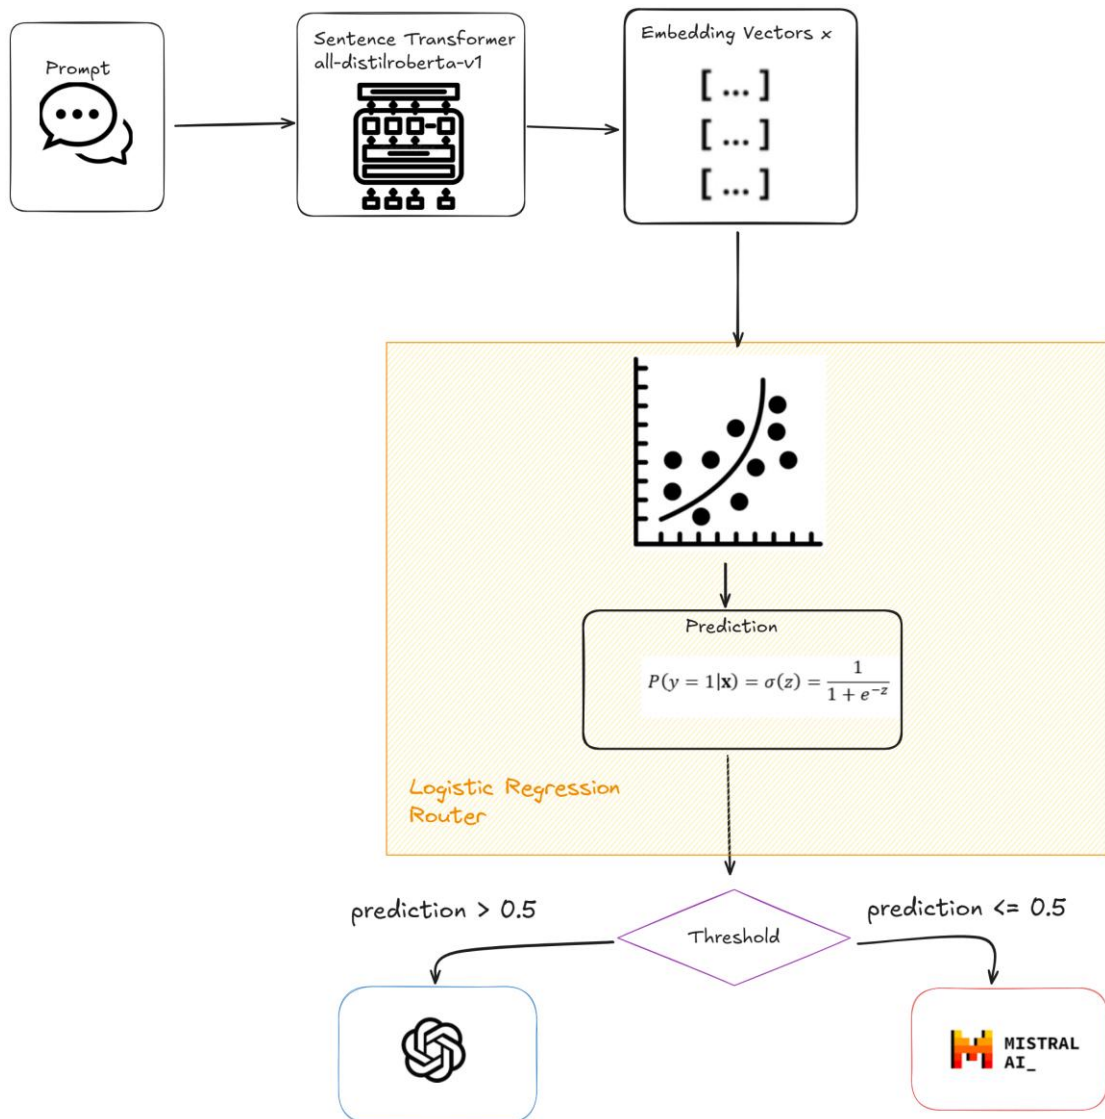 Prompt
Sentence Transformer
all-distilroberta-v1
Embedding Vectors x
[ ... ]
[ ... ]
[ ... ]
Prediction
P(y = 1|x) = σ(z) = 1 / (1 + e^{-z})
Logistic Regression
Router
prediction > 0.5
prediction <= 0.5
Threshold
MISTRAL
AI_